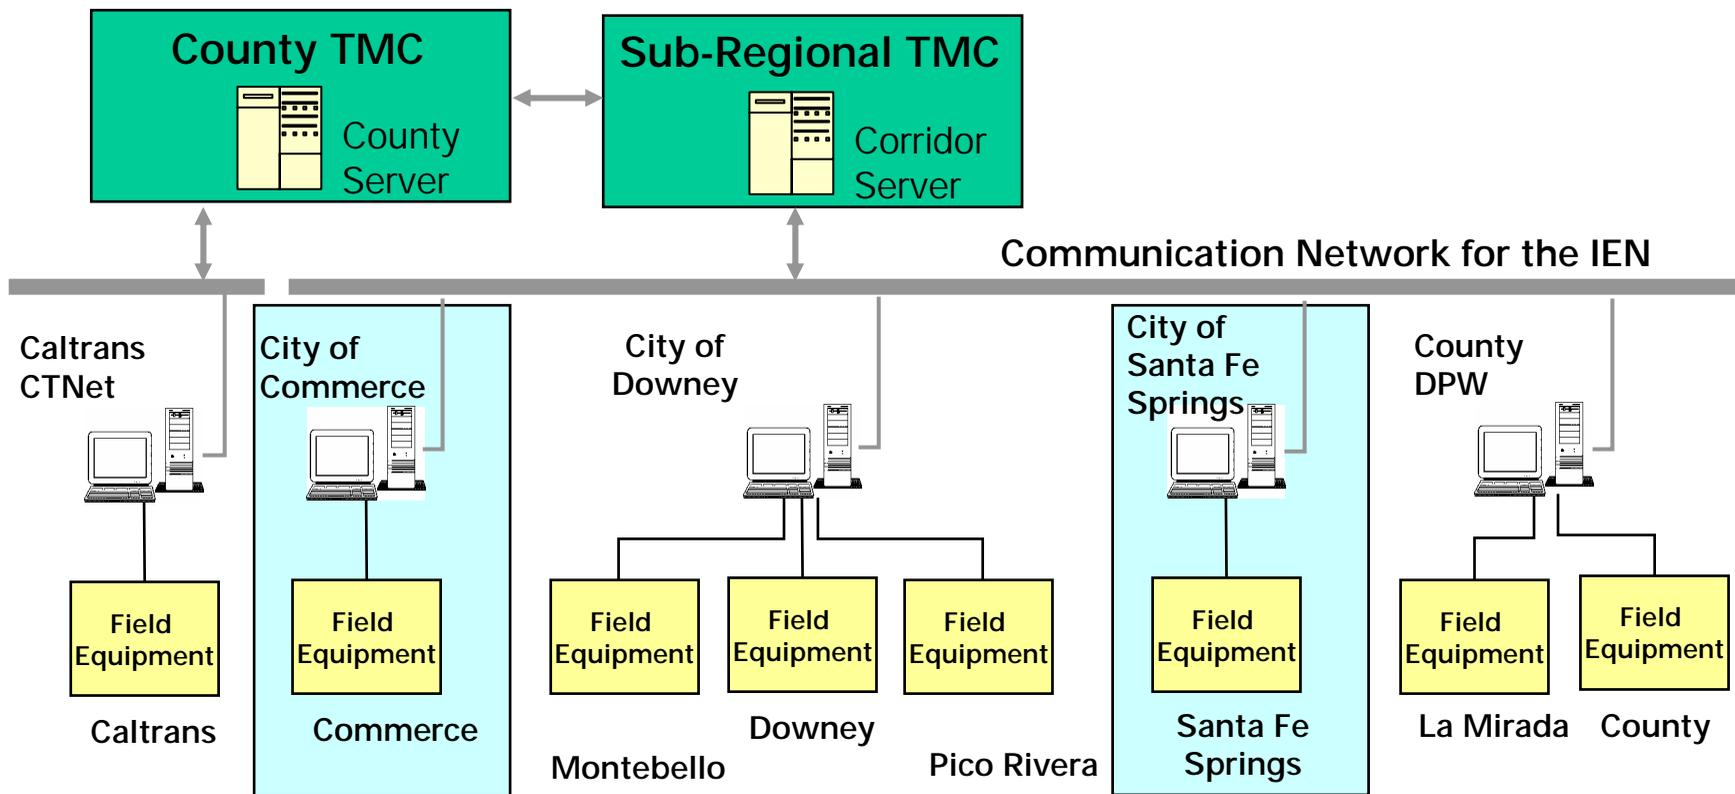 County TMC
County
Server
Sub-Regional TMC
Corridor
Server
Communication Network for the IEN
Caltrans
CTNet
City of
Commerce
City of
Downey
City of
Santa Fe
Springs
County
DPW
Field
Equipment
Field
Equipment
Field
Equipment
Field
Equipment
Field
Equipment
Field
Equipment
Field
Equipment
Field
Equipment
Caltrans
Commerce
Montebello
Downey
Pico Rivera
Santa Fe
Springs
La Mirada
County